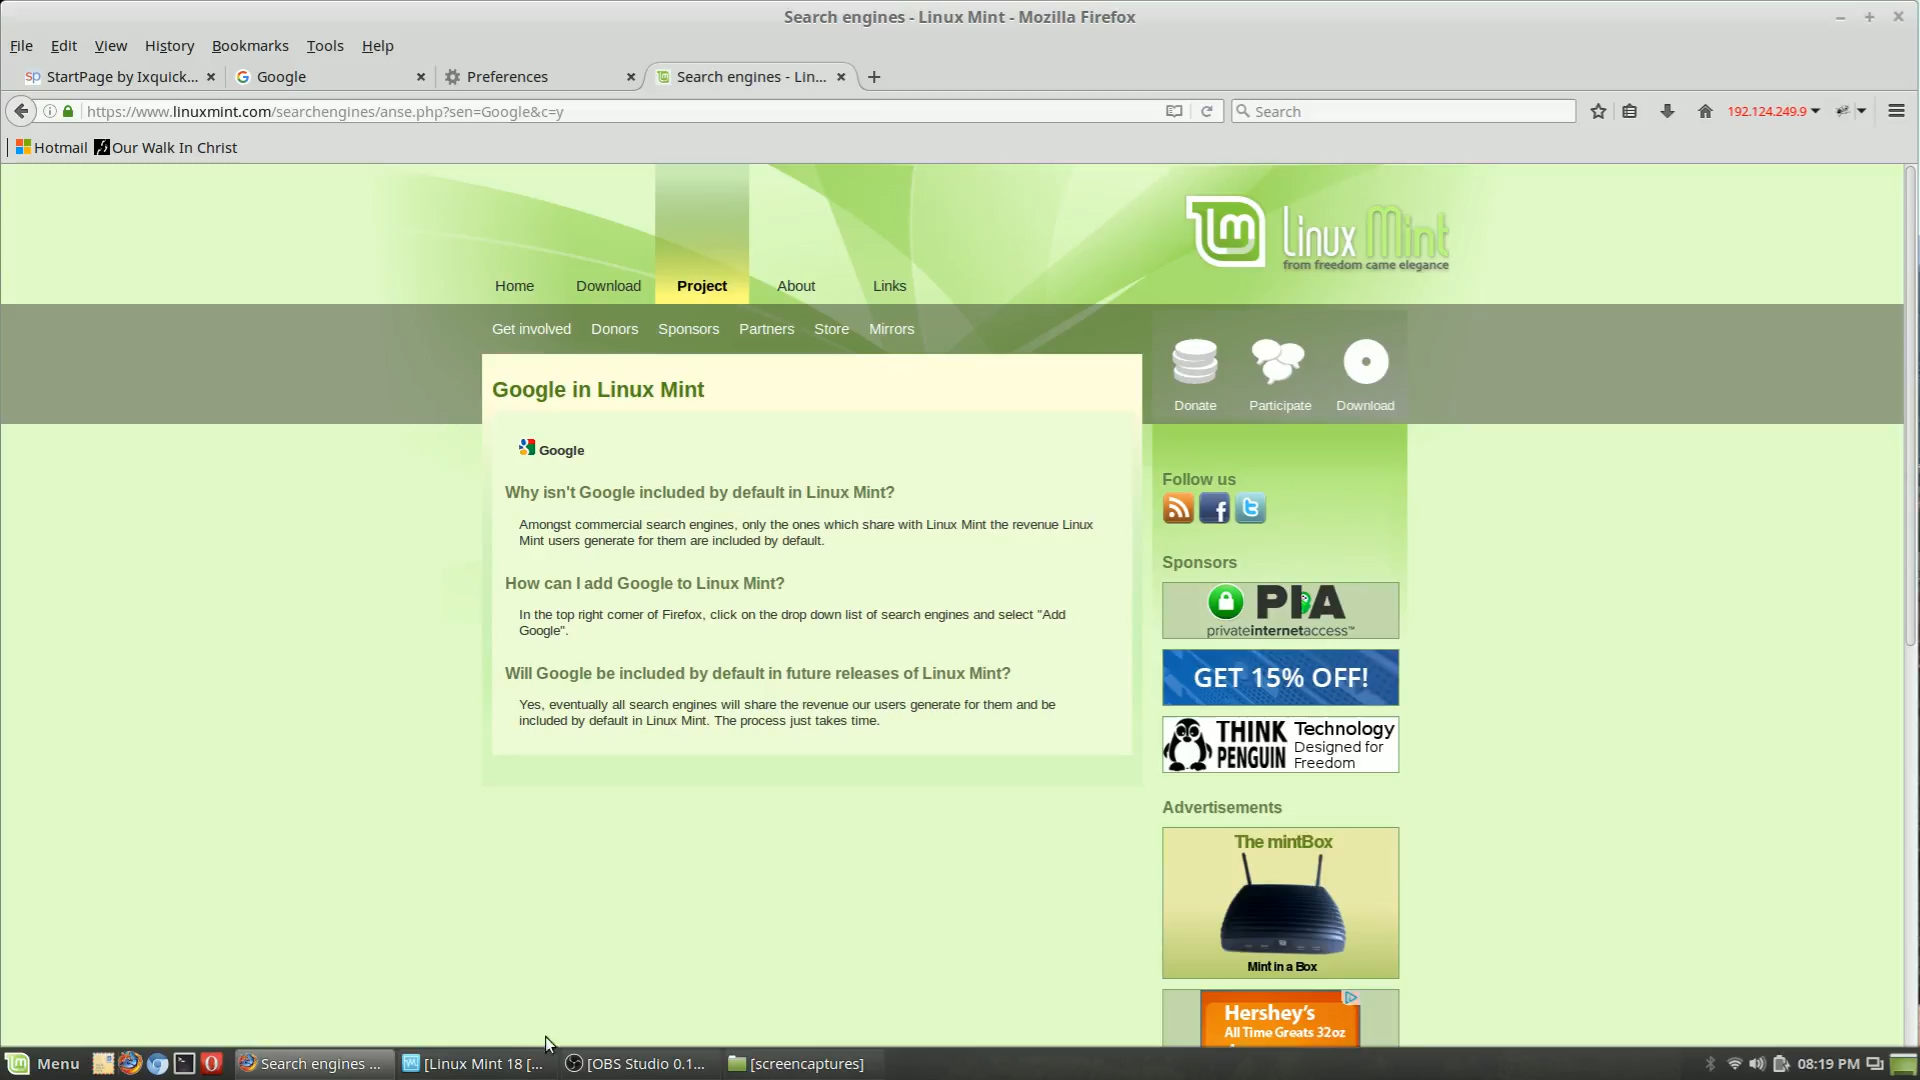 Search engines - Linux Mint - Mozilla Firefox
File Edit View History Bookmarks Tools Help
StartPage by Ixquick...
Google
Preferences
Search engines - Lin...
https://www.linuxmint.com/searchengines/anse.php?sen=Google&c=y
Search
192.124.249.9
Hotmail
Our Walk In Christ
Linux Mint
from freedom came elegance
Home Download Project About Links
Get involved Donors Sponsors Partners Store Mirrors
Donate Participate Download
Google in Linux Mint
Google
Why isn't Google included by default in Linux Mint?
Amongst commercial search engines, only the ones which share with Linux Mint the revenue Linux
Mint users generate for them are included by default.
How can I add Google to Linux Mint?
In the top right corner of Firefox, click on the drop down list of search engines and select "Add
Google".
Will Google be included by default in future releases of Linux Mint?
Yes, eventually all search engines will share the revenue our users generate for them and be
included by default in Linux Mint. The process just takes time.
Follow us
Sponsors
PIA
privateinternetaccess™
GET 15% OFF!
THINK
PENGUIN
Technology
Designed for
Freedom
Advertisements
The mintBox
Mint in a Box
Hershey's
All Time Greats 32oz
Menu
Search engines ...
[Linux Mint 18 [...
[OBS Studio 0.1...
[screencaptures]
08:19 PM